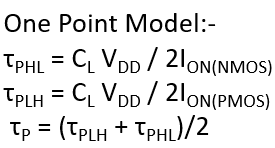 One Point Model:-
τPHL = CL VDD / 2ION(NMOS)
τPLH = CL VDD / 2ION(PMOS)
τP = (τPLH + τPHL)/2